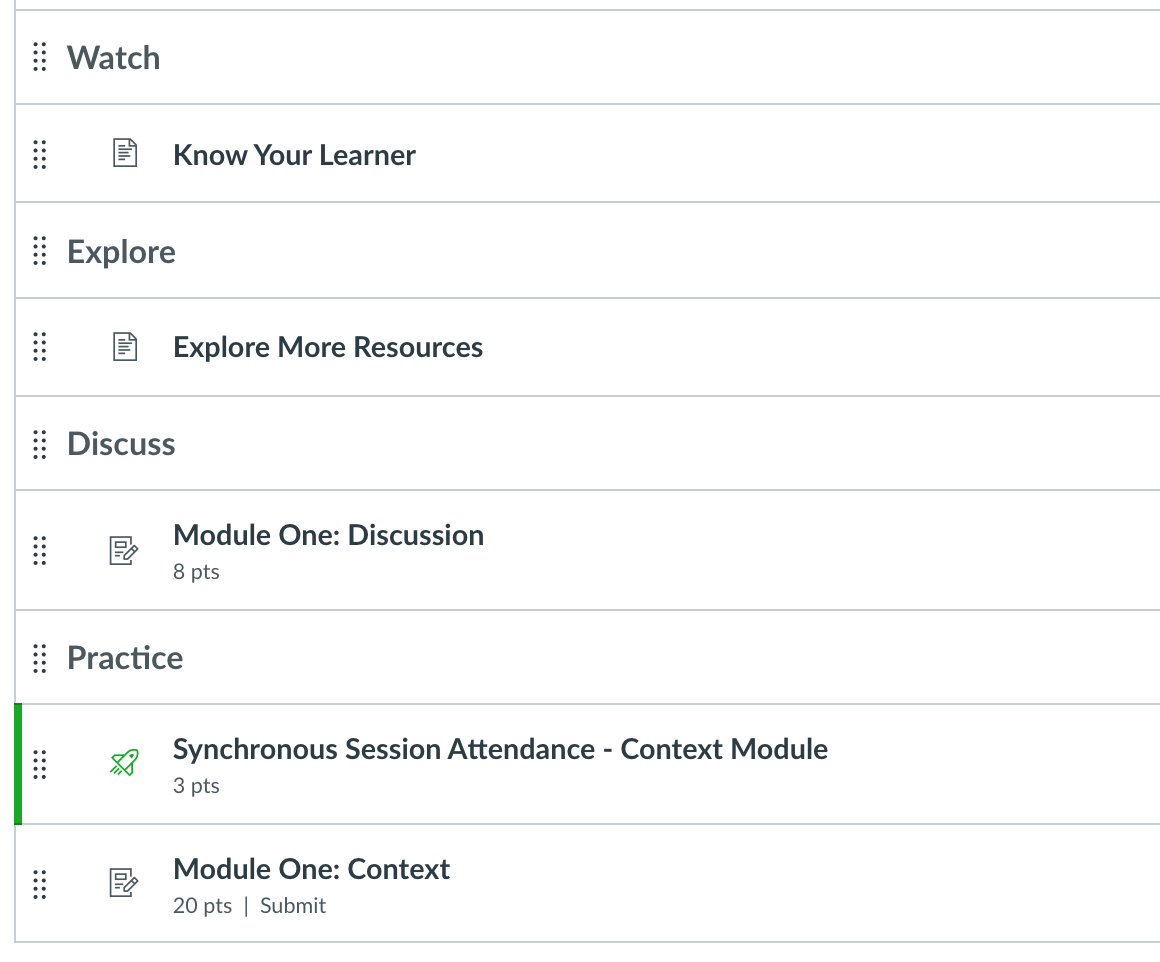 Watch
Know Your Learner
Explore
Explore More Resources
Discuss
Module One: Discussion
8 pts
Practice
Synchronous Session Attendance - Context Module
3 pts
Module One: Context
20 pts | Submit